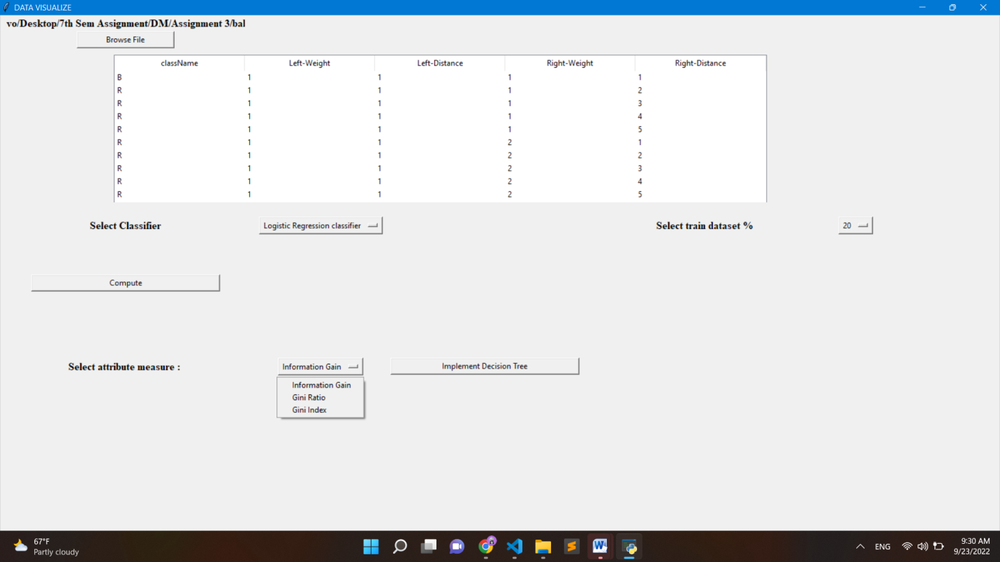 DATA VISUALIZE
vo/Desktop/7th Sem Assignment/DM/Assignment 3/bal
Browse File
className Left-Weight Left-Distance Right-Weight Right-Distance
B 1 1 1 1
R 1 1 1 2
R 1 1 1 3
R 1 1 1 4
R 1 1 1 5
R 1 1 2 1
R 1 1 2 2
R 1 1 2 3
R 1 1 2 4
R 1 1 2 5
Select Classifier Logistic Regression classifier Select train dataset % 20
Compute
Select attribute measure : Information Gain Implement Decision Tree
Information Gain
Gini Ratio
Gini Index
67°F
Partly cloudy
ENG
9:30 AM
9/23/2022